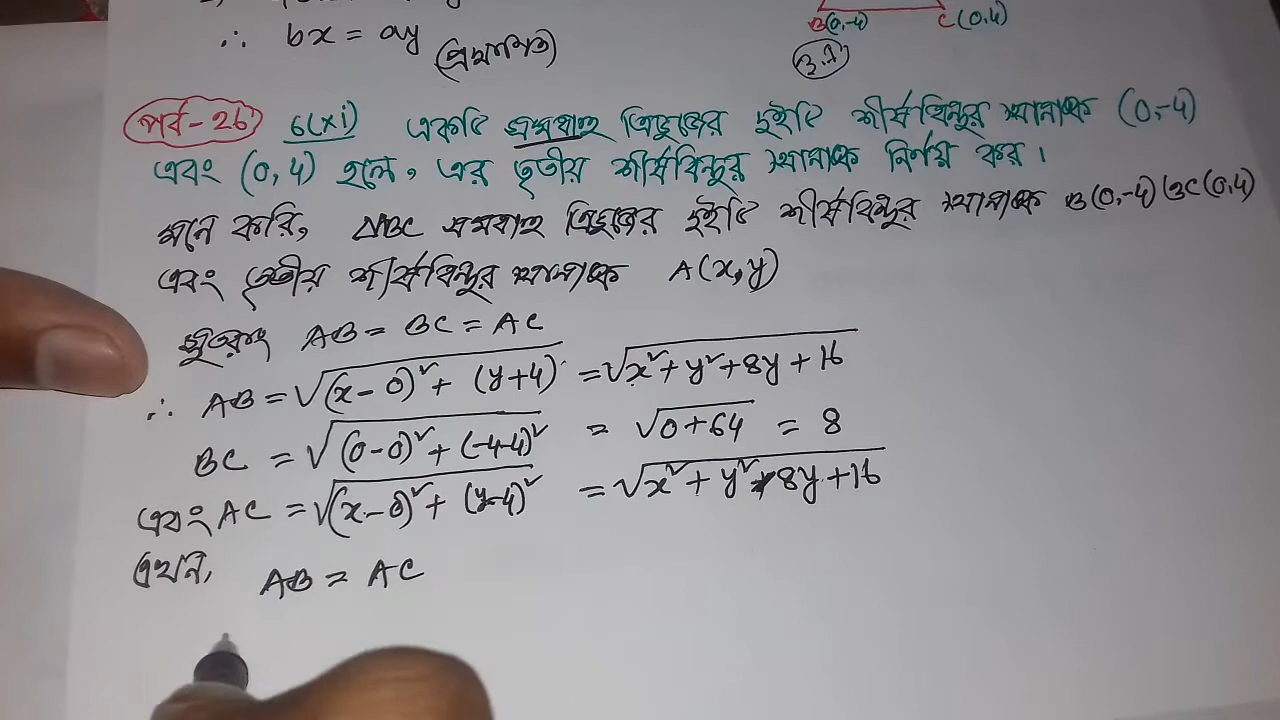 ∴ bx = ay (প্রমাণিত)
B(0,-4) C(0,4)
পর্ব-26 6(xi) একটি সমবাহু ত্রিভুজের দুইটি শীর্ষবিন্দুর স্থানাঙ্ক (0,-4)
এবং (0,4) হলে, এর তৃতীয় শীর্ষবিন্দুর স্থানাঙ্ক নির্ণয় কর।
মনে করি, ΔABC সমবাহু ত্রিভুজের দুইটি শীর্ষবিন্দুর স্থানাঙ্ক B(0,-4) ও C(0,4)
এবং তৃতীয় শীর্ষবিন্দুর স্থানাঙ্ক A(x,y)
সুতরাং AB = BC = AC
∴ AB = √(x-0)² + (y+4)² = √x²+y²+8y+16
BC = √(0-0)²+(-4-4)² = √0+64 = 8
এবং AC = √(x-0)²+(y-4)² = √x²+y²-8y+16
এখন, AB = AC